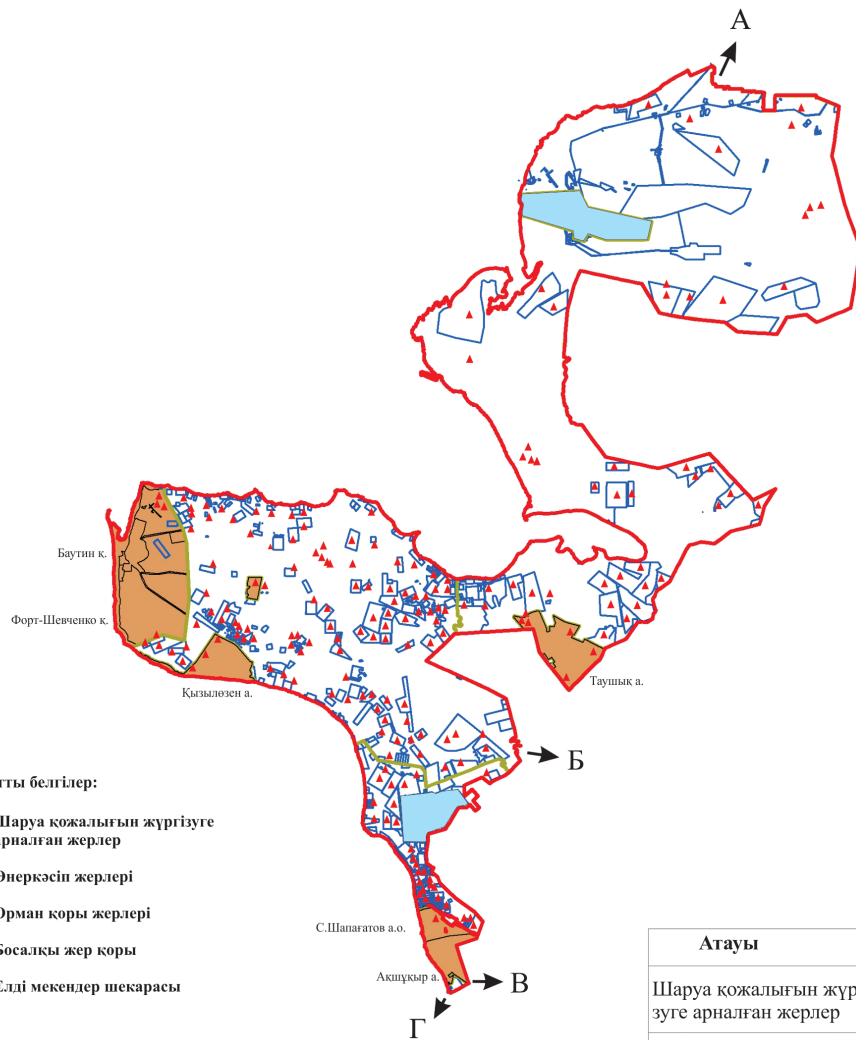 А
Баутин қ.
Форт-Шевченко қ.
Қызылөзен а.
Таушық а.
Б
тты белгілер:
Шаруа қожалығын жүргізуге
арналған жерлер
Өнеркәсіп жерлері
Орман қоры жерлері
Босалқы жер қоры
Елді мекендер шекарасы
С.Шапағатов а.о.
Ақшұқыр а.
В
Г
Атауы
Шаруа қожалығын жүр
зуге арналған жерлер